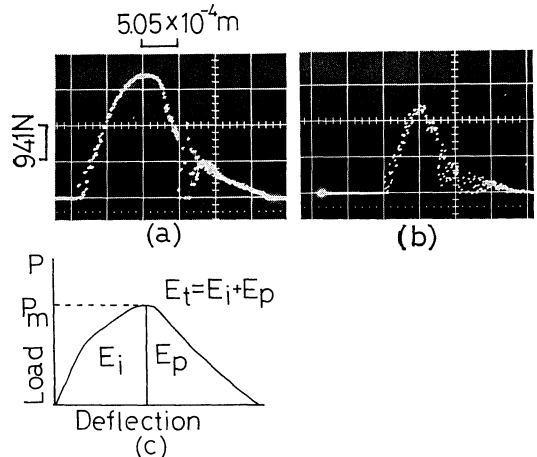 5.05×10⁻⁴m
941N
(a)
(b)
P
Pm
Load
Et=Ei+Ep
Ei
Ep
Deflection
(c)